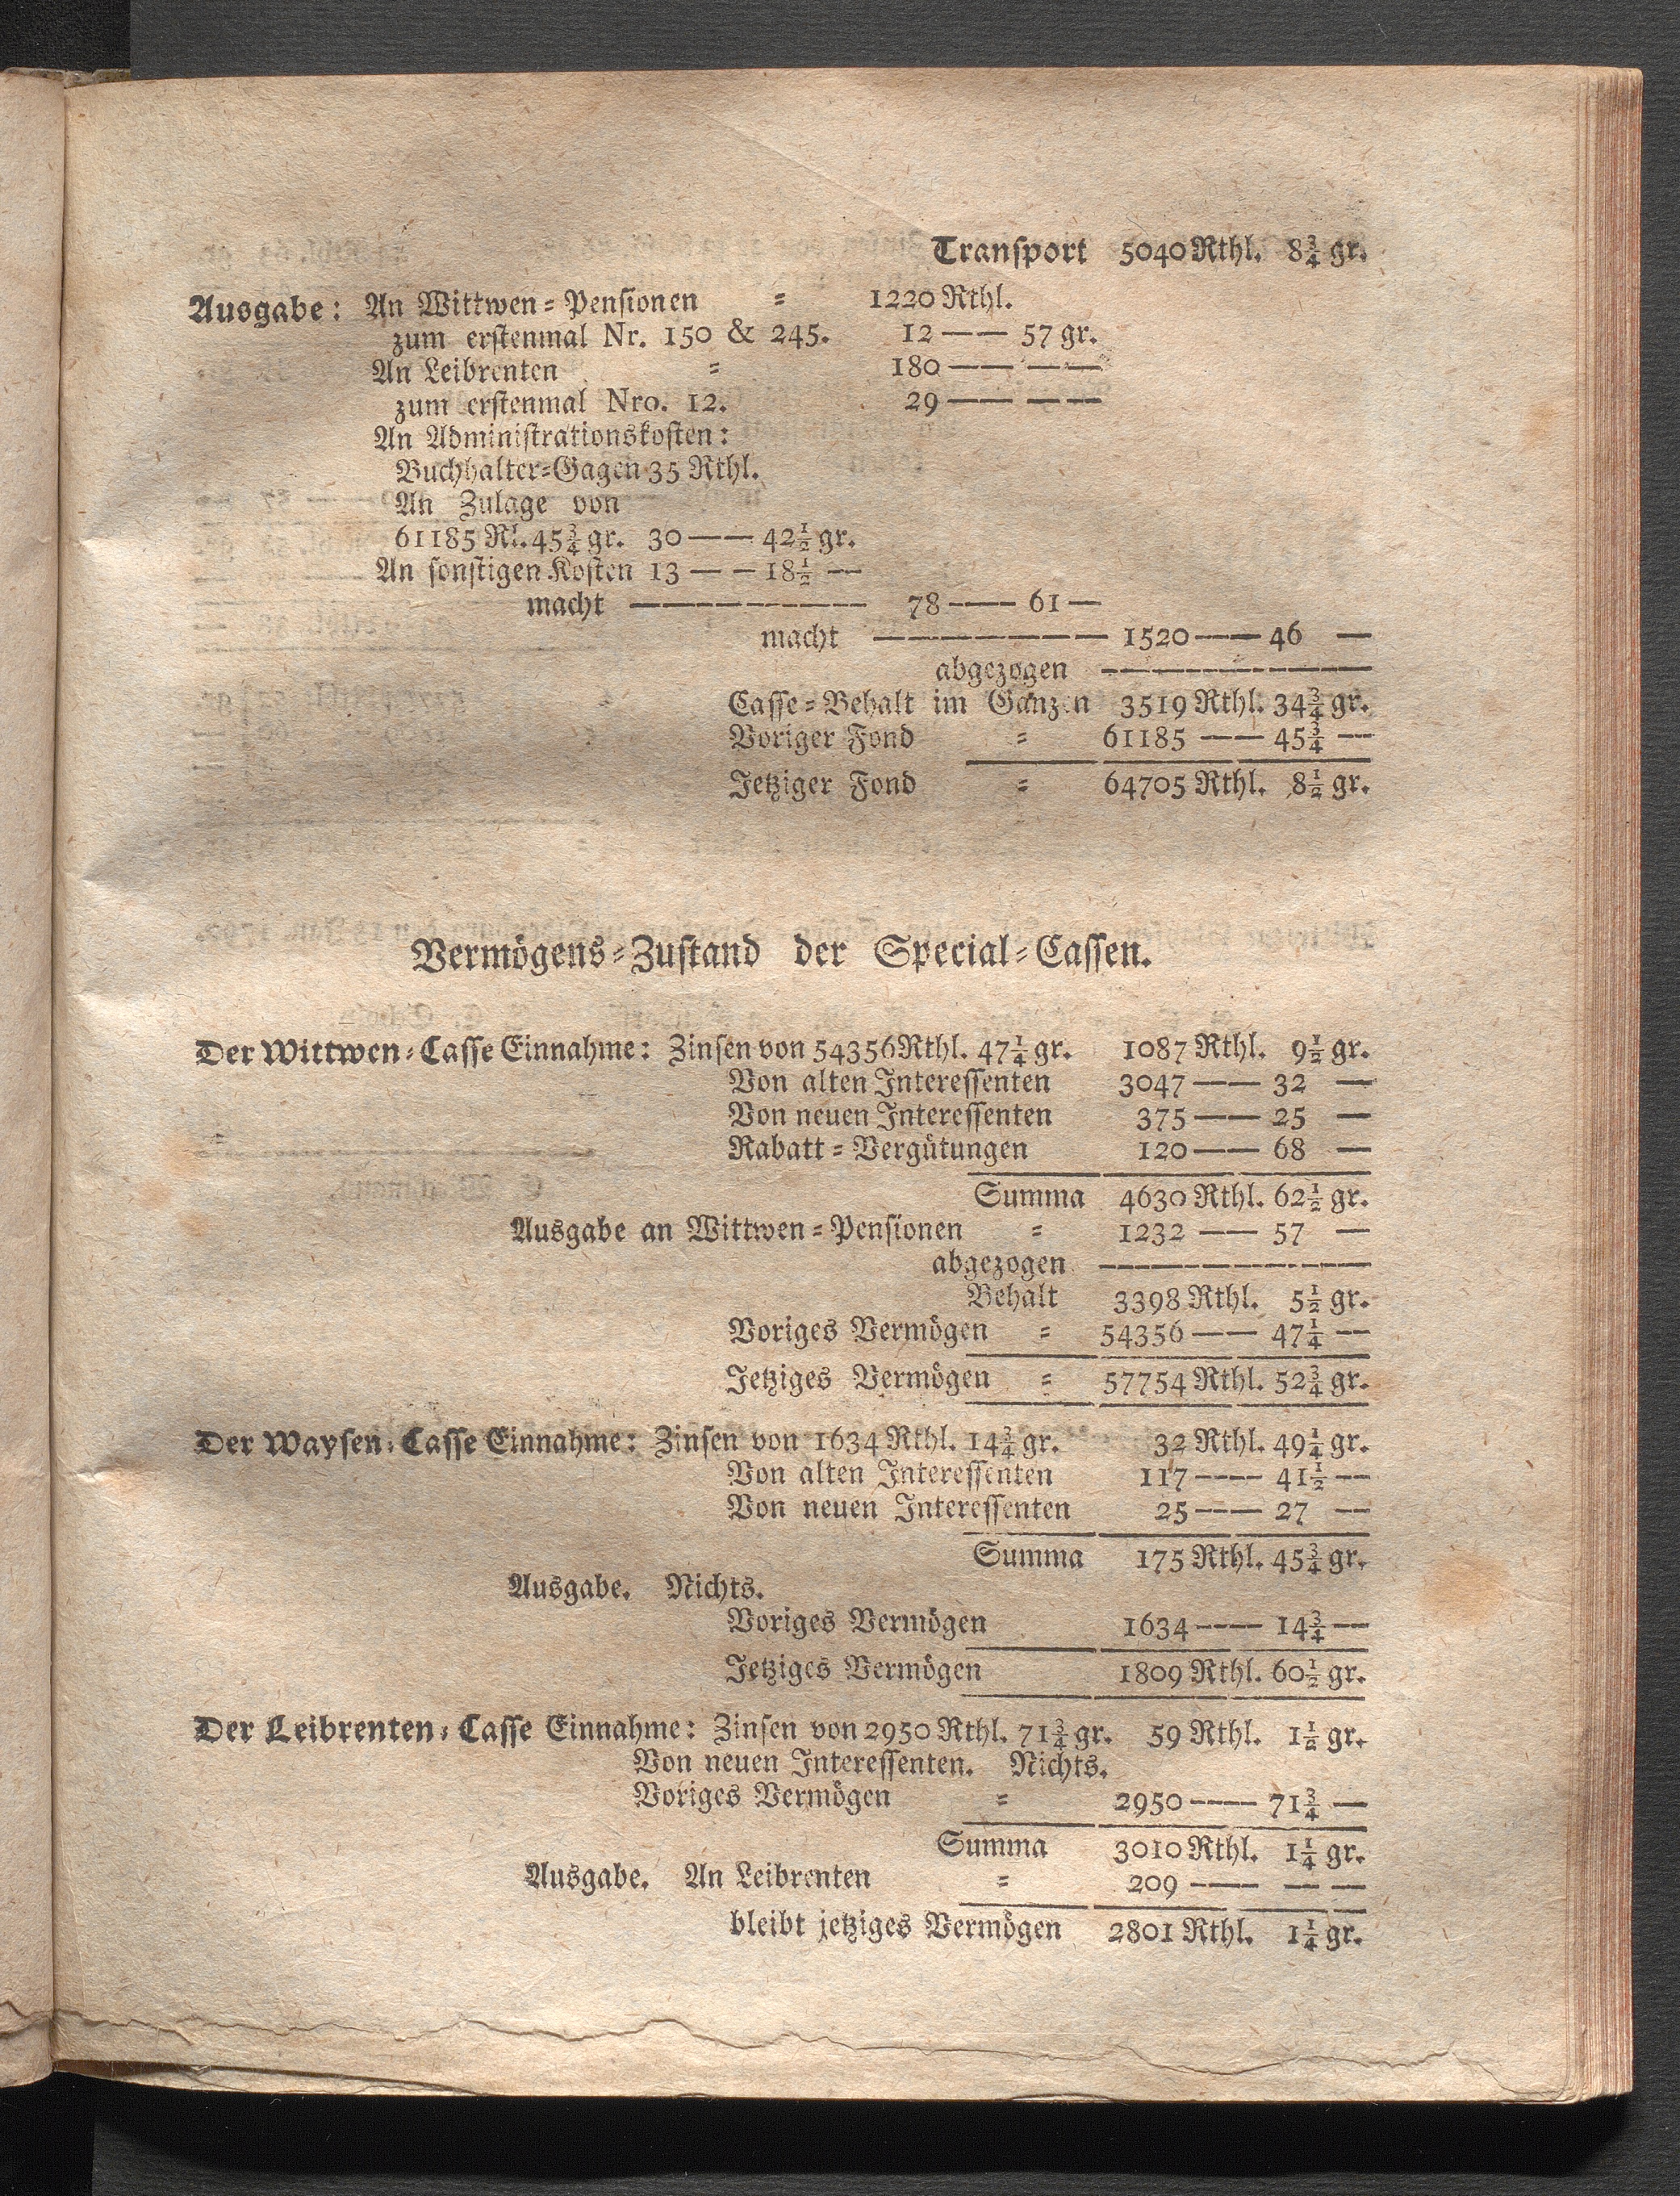 Transport 5040 Rthl. 8¾ gr.
Ausgabe: An Wittwen=Pensionen = 1220 Rthl.
zum erstenmal Nr. 150 & 245. 12 —— 57 gr.
An Leibrenten = 180 —— — —
zum erstenmal Nro. 12. 29 —— — —
An Administrationskosten:
Buchhalter=Gagen 35 Rthl.
An Zulage von
61185 Rl. 45¾ gr. 30 —— 42½ gr.
An sonstigen Kosten 13 — — 18½ —
macht ——————— 78 —— 61 —
macht ——————— 1520 —— 46 —
abgezogen ————————
Casse=Behalt im Ganzen 3519 Rthl. 34¾ gr.
Voriger Fond = 61185 —— 45¾ —
Jetziger Fond = 64705 Rthl. 8½ gr.
Vermögens=Zustand der Special=Cassen.
Der Wittwen=Casse Einnahme: Zinsen von 54356 Rthl. 47¼ gr. 1087 Rthl. 9½ gr.
Von alten Interessenten 3047 —— 32 —
Von neuen Interessenten 375 —— 25 —
Rabatt=Vergütungen 120 —— 68 —
Summa 4630 Rthl. 62½ gr.
Ausgabe an Wittwen=Pensionen = 1232 —— 57 —
abgezogen ————————
Behalt 3398 Rthl. 5½ gr.
Voriges Vermögen = 54356 —— 47¼ —
Jetziges Vermögen = 57754 Rthl. 52¾ gr.
Der Waysen=Casse Einnahme: Zinsen von 1634 Rthl. 14¾ gr. 32 Rthl. 49¼ gr.
Von alten Interessenten 117 —— 41½ —
Von neuen Interessenten 25 —— 27 —
Summa 175 Rthl. 45¾ gr.
Ausgabe. Nichts.
Voriges Vermögen 1634 —— 14¾ —
Jetziges Vermögen 1809 Rthl. 60½ gr.
Der Leibrenten=Casse Einnahme: Zinsen von 2950 Rthl. 71¾ gr. 59 Rthl. 1½ gr.
Von neuen Interessenten. Nichts.
Voriges Vermögen = 2950 —— 71¾ —
Summa 3010 Rthl. 1¼ gr.
Ausgabe. An Leibrenten = 209 —— — —
bleibt jetziges Vermögen 2801 Rthl. 1¼ gr.